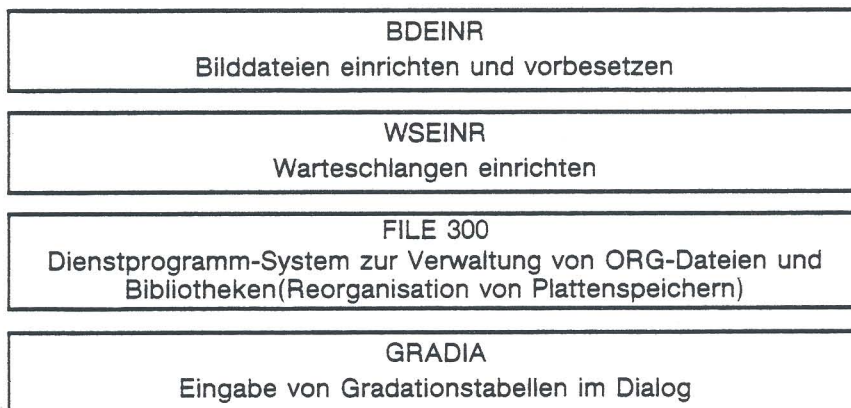 BDEINR
Bilddateien einrichten und vorbesetzen
WSEINR
Warteschlangen einrichten
FILE 300
Dienstprogramm-System zur Verwaltung von ORG-Dateien und
Bibliotheken(Reorganisation von Plattenspeichern)
GRADIA
Eingabe von Gradationstabellen im Dialog